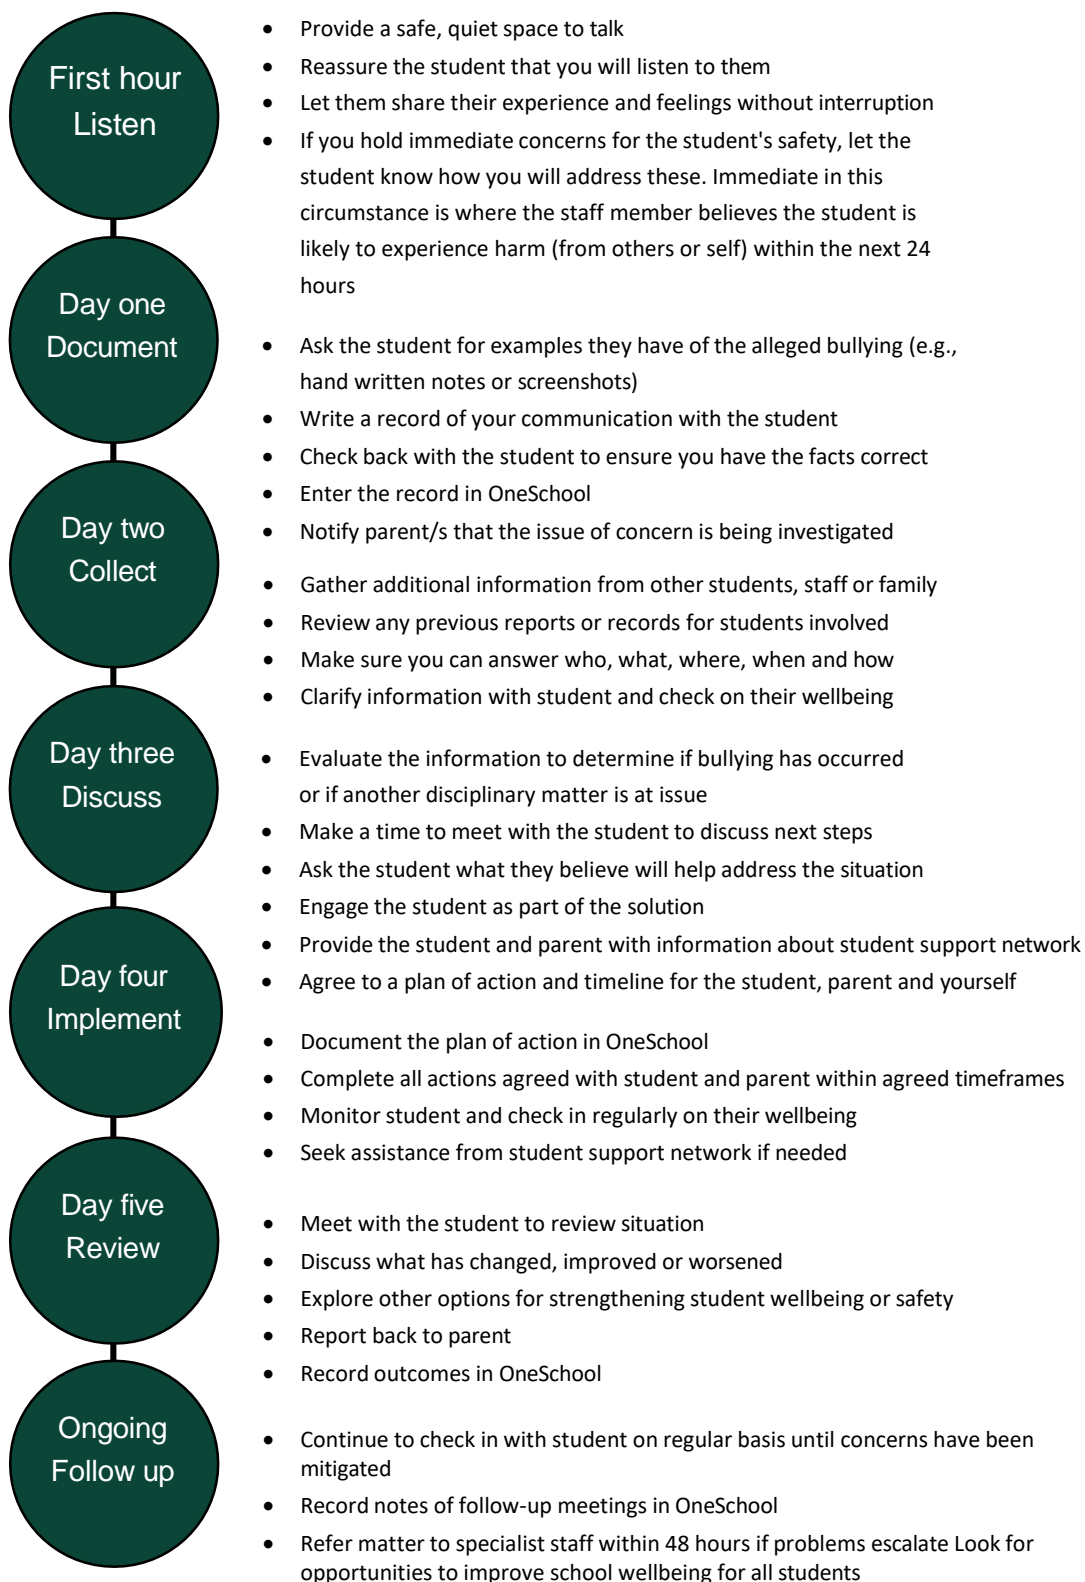 First hour
Listen
• Provide a safe, quiet space to talk
• Reassure the student that you will listen to them
• Let them share their experience and feelings without interruption
• If you hold immediate concerns for the student's safety, let the
student know how you will address these. Immediate in this
circumstance is where the staff member believes the student is
likely to experience harm (from others or self) within the next 24
hours
Day one
Document
• Ask the student for examples they have of the alleged bullying (e.g.,
hand written notes or screenshots)
• Write a record of your communication with the student
• Check back with the student to ensure you have the facts correct
• Enter the record in OneSchool
• Notify parent/s that the issue of concern is being investigated
Day two
Collect
• Gather additional information from other students, staff or family
• Review any previous reports or records for students involved
• Make sure you can answer who, what, where, when and how
• Clarify information with student and check on their wellbeing
Day three
Discuss
• Evaluate the information to determine if bullying has occurred
or if another disciplinary matter is at issue
• Make a time to meet with the student to discuss next steps
• Ask the student what they believe will help address the situation
• Engage the student as part of the solution
• Provide the student and parent with information about student support network
• Agree to a plan of action and timeline for the student, parent and yourself
Day four
Implement
• Document the plan of action in OneSchool
• Complete all actions agreed with student and parent within agreed timeframes
• Monitor student and check in regularly on their wellbeing
• Seek assistance from student support network if needed
Day five
Review
• Meet with the student to review situation
• Discuss what has changed, improved or worsened
• Explore other options for strengthening student wellbeing or safety
• Report back to parent
• Record outcomes in OneSchool
Ongoing
Follow up
• Continue to check in with student on regular basis until concerns have been
mitigated
• Record notes of follow-up meetings in OneSchool
• Refer matter to specialist staff within 48 hours if problems escalate Look for
opportunities to improve school wellbeing for all students